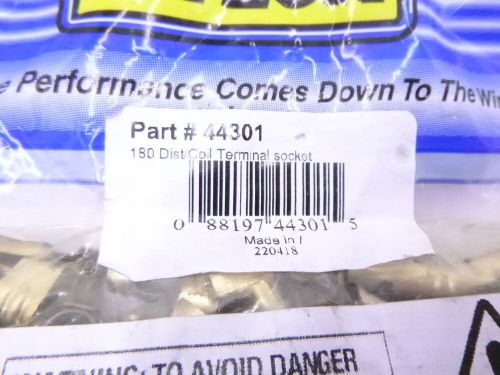 Performance Comes Down To The
Part # 44301
180 Dist/Coil Terminal socket
0 88197 44301 5
Made in
220418
WARNING: TO AVOID DANGER